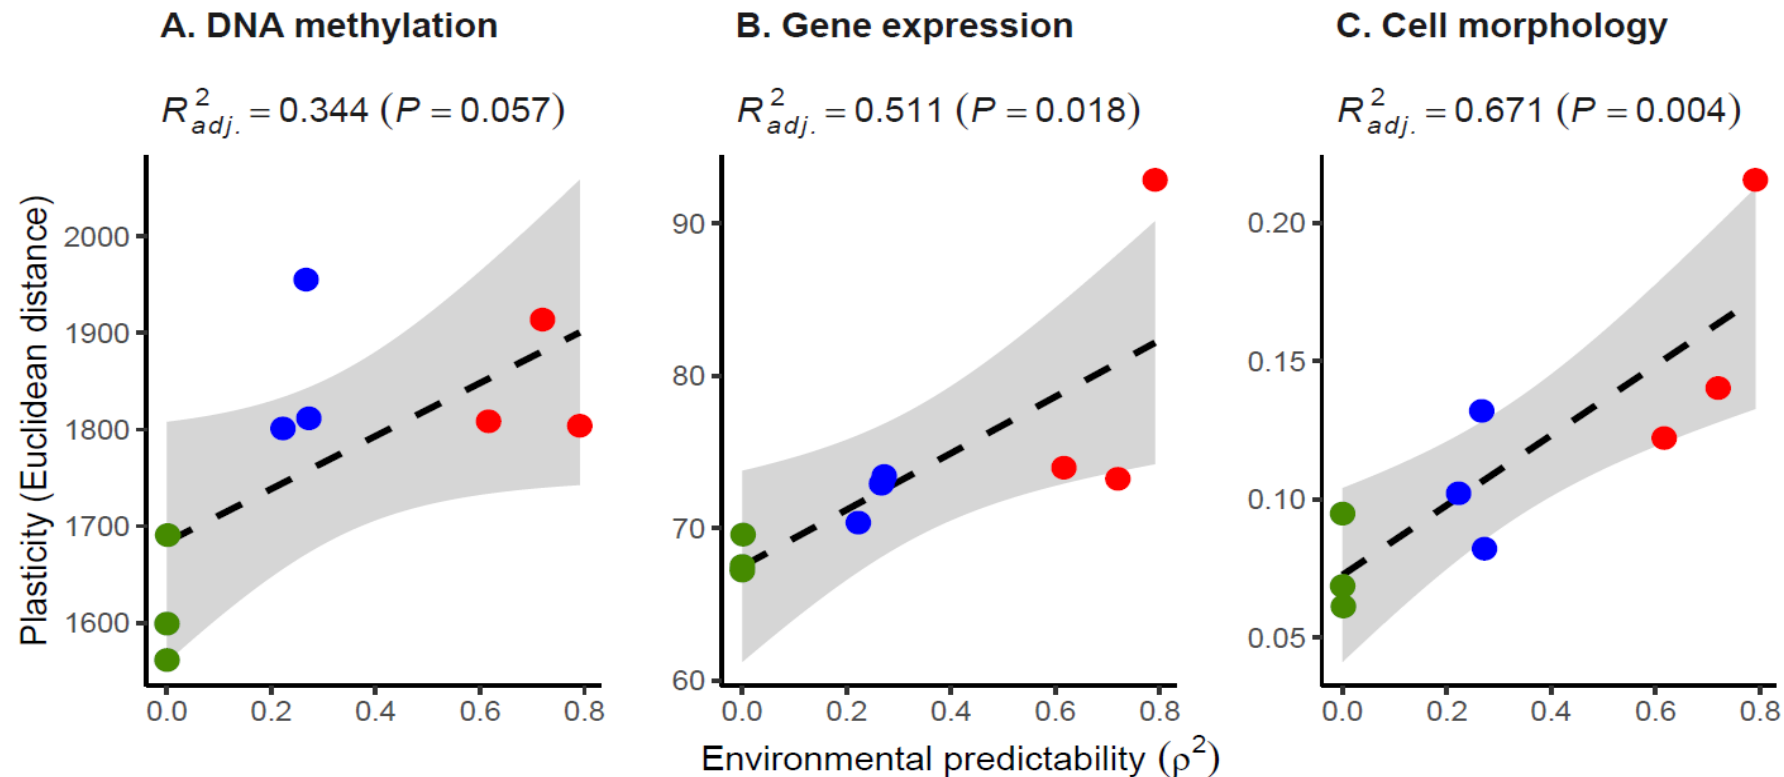 A. DNA methylation
R²adj. = 0.344 (P = 0.057)
B. Gene expression
R²adj. = 0.511 (P = 0.018)
C. Cell morphology
R²adj. = 0.671 (P = 0.004)
Plasticity (Euclidean distance)
2000
1900
1800
1700
1600
0.0 0.2 0.4 0.6 0.8
90
80
70
60
0.0 0.2 0.4 0.6 0.8
0.20
0.15
0.10
0.05
0.0 0.2 0.4 0.6 0.8
Environmental predictability (ρ²)